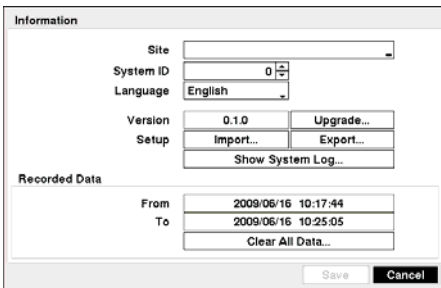 Information
Site
System ID 0
Language English
Version 0.1.0 Upgrade...
Setup Import... Export...
Show System Log...
Recorded Data
From 2009/06/16 10:17:44
To 2009/06/16 10:25:05
Clear All Data...
Save Cancel